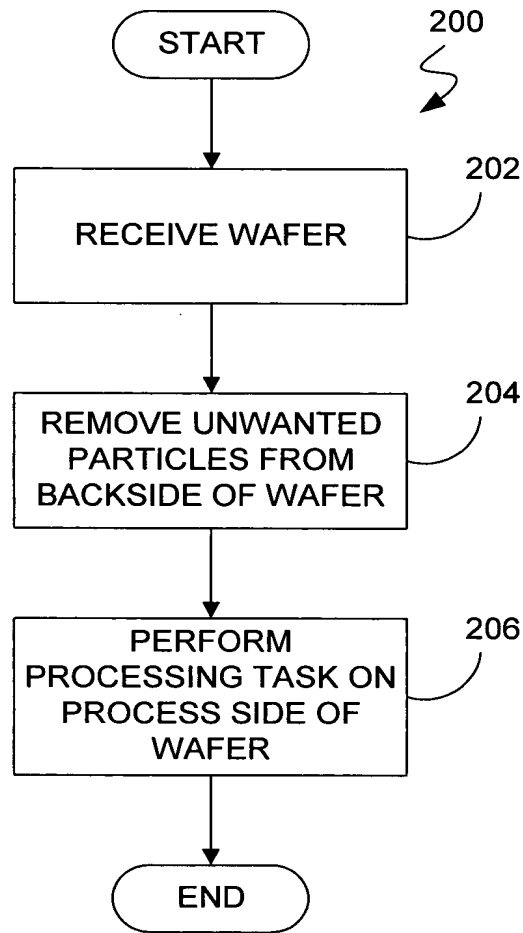 START
200
202
RECEIVE WAFER
204
REMOVE UNWANTED
PARTICLES FROM
BACKSIDE OF WAFER
206
PERFORM
PROCESSING TASK ON
PROCESS SIDE OF
WAFER
END